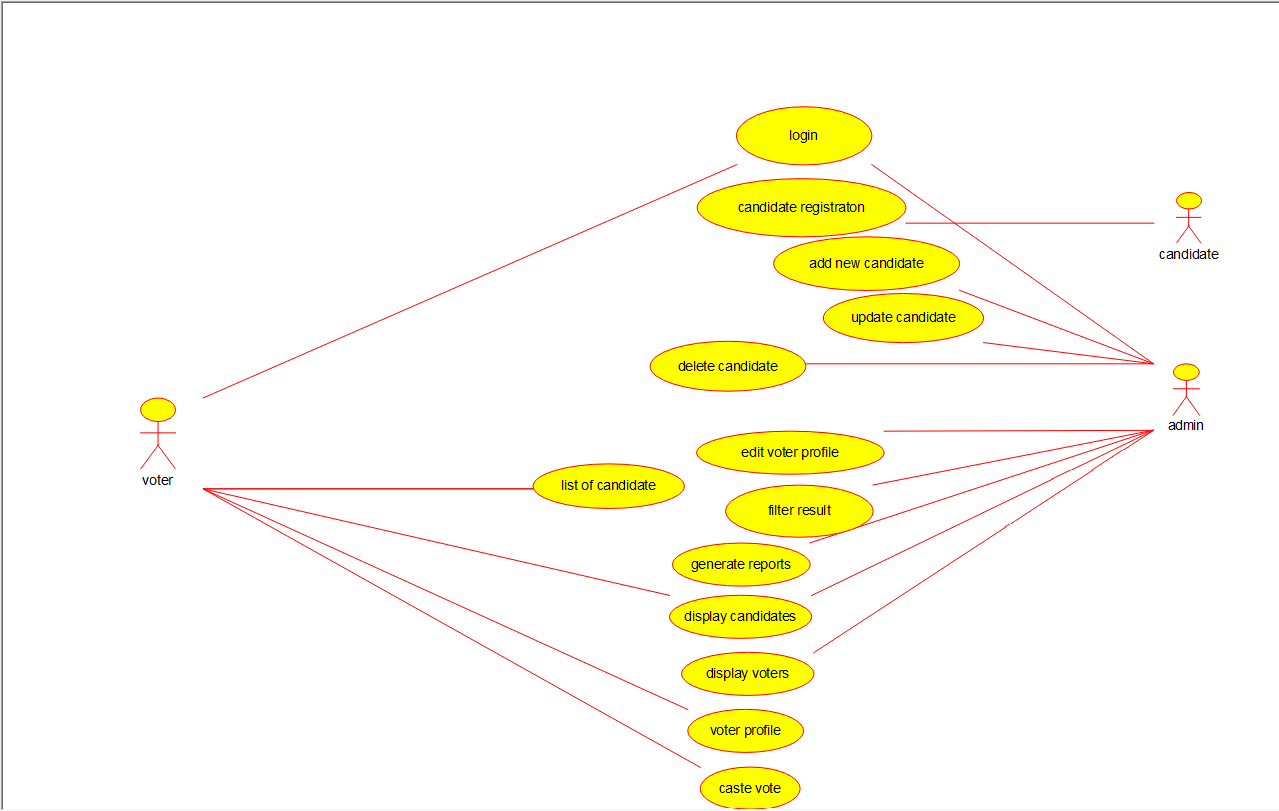 login
candidate registraton
candidate
add new candidate
update candidate
delete candidate
admin
edit voter profile
voter
list of candidate
filter result
generate reports
display candidates
display voters
voter profile
caste vote